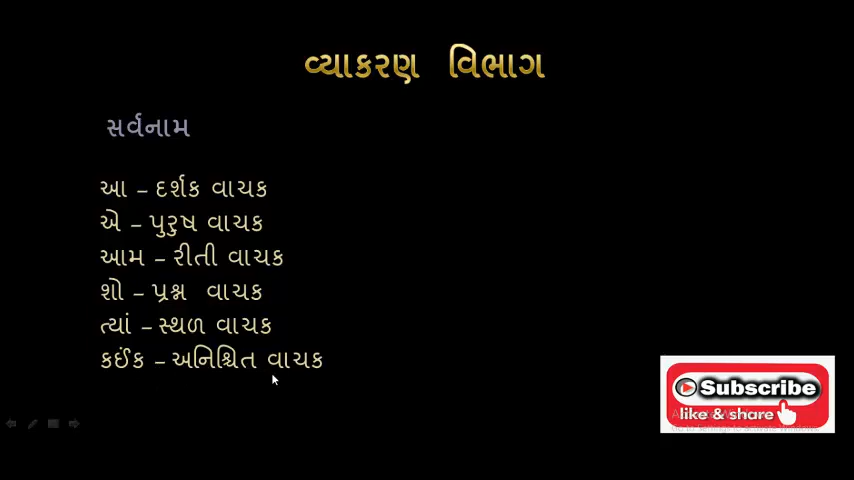 વ્યાકરણ વિભાગ
સર્વનામ
આ – દર્શક વાચક
એ – પુરુષ વાચક
આમ – રીતી વાચક
શો – પ્રશ્ન વાચક
ત્યાં – સ્થળ વાચક
કઈંક – અનિશ્ચિત વાચક
Subscribe
like & share